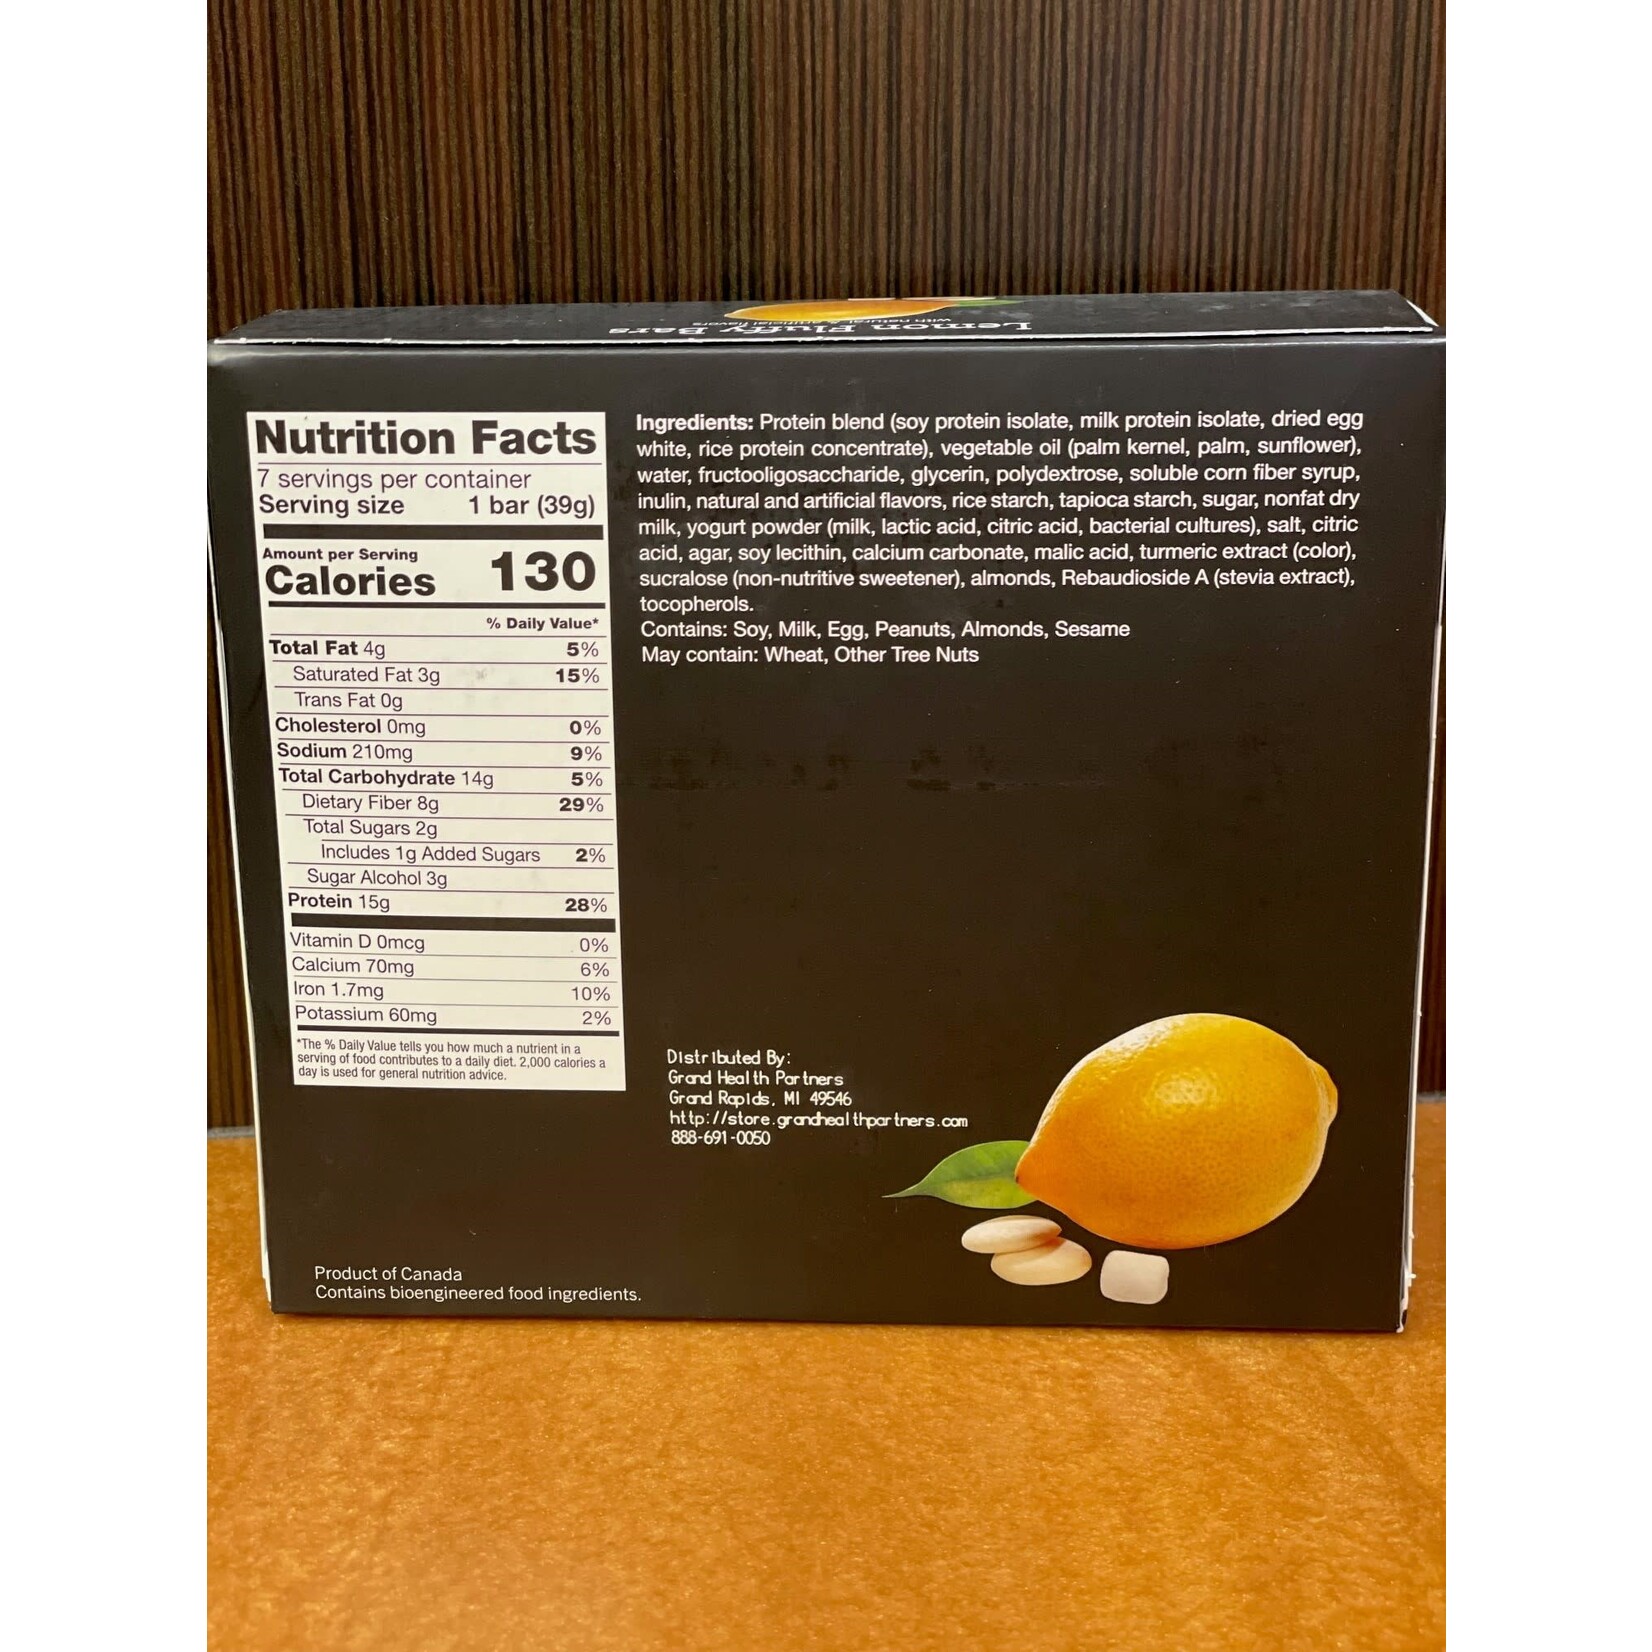 Lemon Fluffy Bars
with natural & artificial flavors
Nutrition Facts
7 servings per container
Serving size 1 bar (39g)
Amount per Serving
Calories 130
% Daily Value*
Total Fat 4g 5%
Saturated Fat 3g 15%
Trans Fat 0g
Cholesterol 0mg 0%
Sodium 210mg 9%
Total Carbohydrate 14g 5%
Dietary Fiber 8g 29%
Total Sugars 2g
Includes 1g Added Sugars 2%
Sugar Alcohol 3g
Protein 15g 28%
Vitamin D 0mcg 0%
Calcium 70mg 6%
Iron 1.7mg 10%
Potassium 60mg 2%
*The % Daily Value tells you how much a nutrient in a
serving of food contributes to a daily diet. 2,000 calories a
day is used for general nutrition advice.
Ingredients: Protein blend (soy protein isolate, milk protein isolate, dried egg
white, rice protein concentrate), vegetable oil (palm kernel, palm, sunflower),
water, fructooligosaccharide, glycerin, polydextrose, soluble corn fiber syrup,
inulin, natural and artificial flavors, rice starch, tapioca starch, sugar, nonfat dry
milk, yogurt powder (milk, lactic acid, citric acid, bacterial cultures), salt, citric
acid, agar, soy lecithin, calcium carbonate, malic acid, turmeric extract (color),
sucralose (non-nutritive sweetener), almonds, Rebaudioside A (stevia extract),
tocopherols.
Contains: Soy, Milk, Egg, Peanuts, Almonds, Sesame
May contain: Wheat, Other Tree Nuts
Distributed By:
Grand Health Partners
Grand Rapids, MI 49546
http://store.grandhealthpartners.com
888-691-0050
Product of Canada
Contains bioengineered food ingredients.